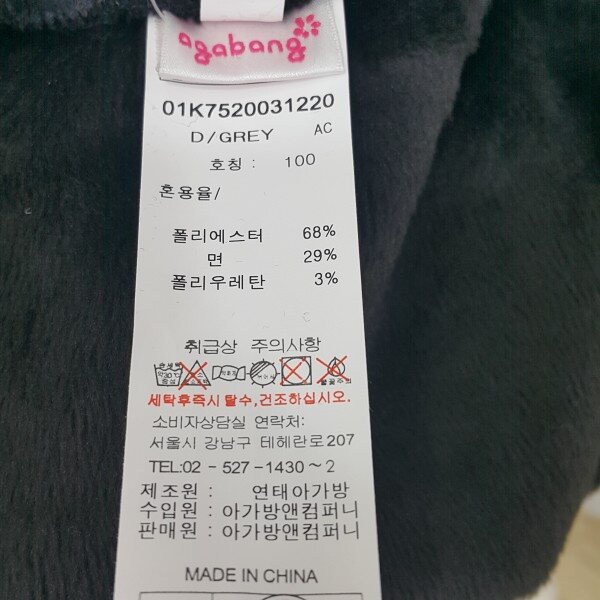 agabang
01K7520031220
D/GREY AC
호칭 : 100
혼용율/
폴리에스터 68%
면 29%
폴리우레탄 3%
취급상 주의사항
세탁후즉시 탈수,건조하십시오.
소비자상담실 연락처:
서울시 강남구 테헤란로207
TEL:02 - 527 -1430～2
제조원 : 연태아가방
수입원 : 아가방앤컴퍼니
판매원 : 아가방앤컴퍼니
MADE IN CHINA